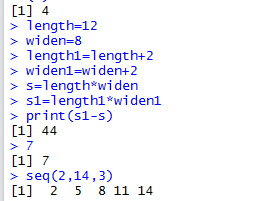 [1] 4
> length=12
> widen=8
> length1=length+2
> widen1=widen+2
> s=length*widen
> s1=length1*widen1
> print(s1-s)
[1] 44
> 7
[1] 7
> seq(2,14,3)
[1]  2  5  8 11 14